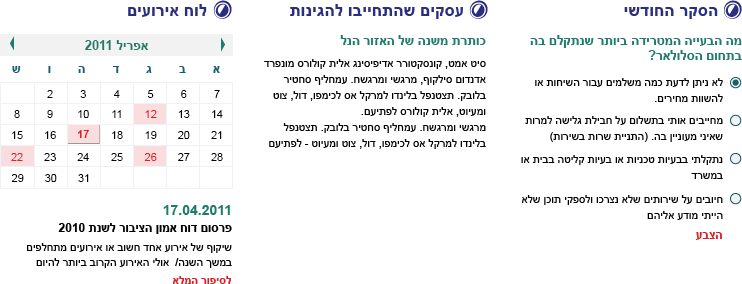 הסקר החודשי
מה הבעייה המטרידה ביותר שנתקלם בה
בתחום הסלולאר?
לא ניתן לדעת כמה משלמים עבור השיחות או
להשוות מחירים.
מחייבים אותי בתשלום על חבילת גלישה למרות
שאיני מעוניין בה. (התניית שרות בשירות)
נתקלתי בבעיות טכניות או בעיות קליטה בבית או
במשרד
חיובים על שירותים שלא נצרכו ולספקי תוכן שלא
הייתי מודע אליהם
הצבע
עסקים שהתחייבו להגינות
כותרת משנה של האזור הנל
סיט אמט, קונסקטורר אדיפיסינג אלית קולורס מונפרד
אדנדום סילקוף, מרגשי ומרגשח. עמחליף סחטיר
בלובק. תצטנפל בלינדו למרקל אס לכימפו, דול, צוט
ומעיוט, אלית קולורס לפתיעם.
מרגשי ומרגשח. עמחליף סחטיר בלובק. תצטנפל
בלינדו למרקל אס לכימפו, דול, צוט ומעיוט - לפתיעם
לוח אירועים
אפריל 2011
א ב ג ד ה ו ש
7 6 5 4 3 2
14 13 12 11 10 9 8
21 20 19 18 17 16 15
28 27 26 25 24 23 22
31 30 29
17.04.2011
פרסום דוח אמון הציבור לשנת 2010
שיקוף של אירוע אחד חשוב או אירועים מתחלפים
במשך השנה/ אולי האירוע הקרוב ביותר להיום
לסיפור המלא